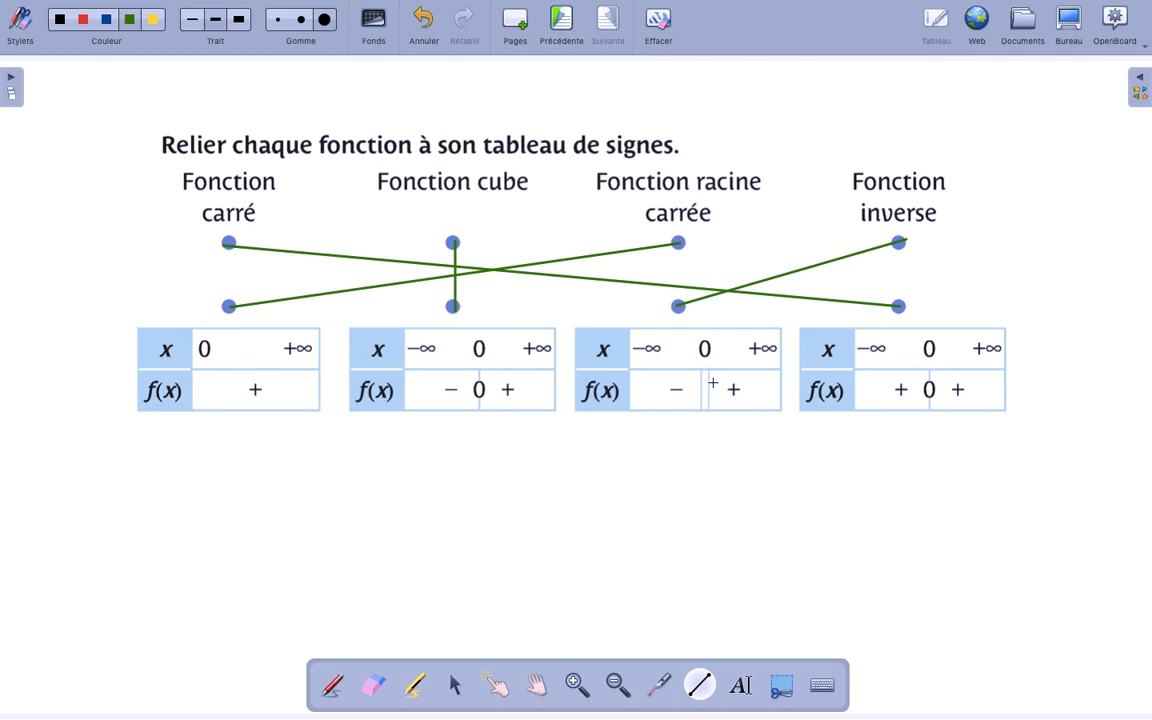 Stylets Couleur Trait Gomme Fonds Annuler Rétablir Pages Précédente Suivante Effacer Tableau Web Documents Bureau OpenBoard
Relier chaque fonction à son tableau de signes.
Fonction carré
Fonction cube
Fonction racine carrée
Fonction inverse
x 0 +∞
f(x) +
x −∞ 0 +∞
f(x) − 0 +
x −∞ 0 +∞
f(x) − +
x −∞ 0 +∞
f(x) + 0 +